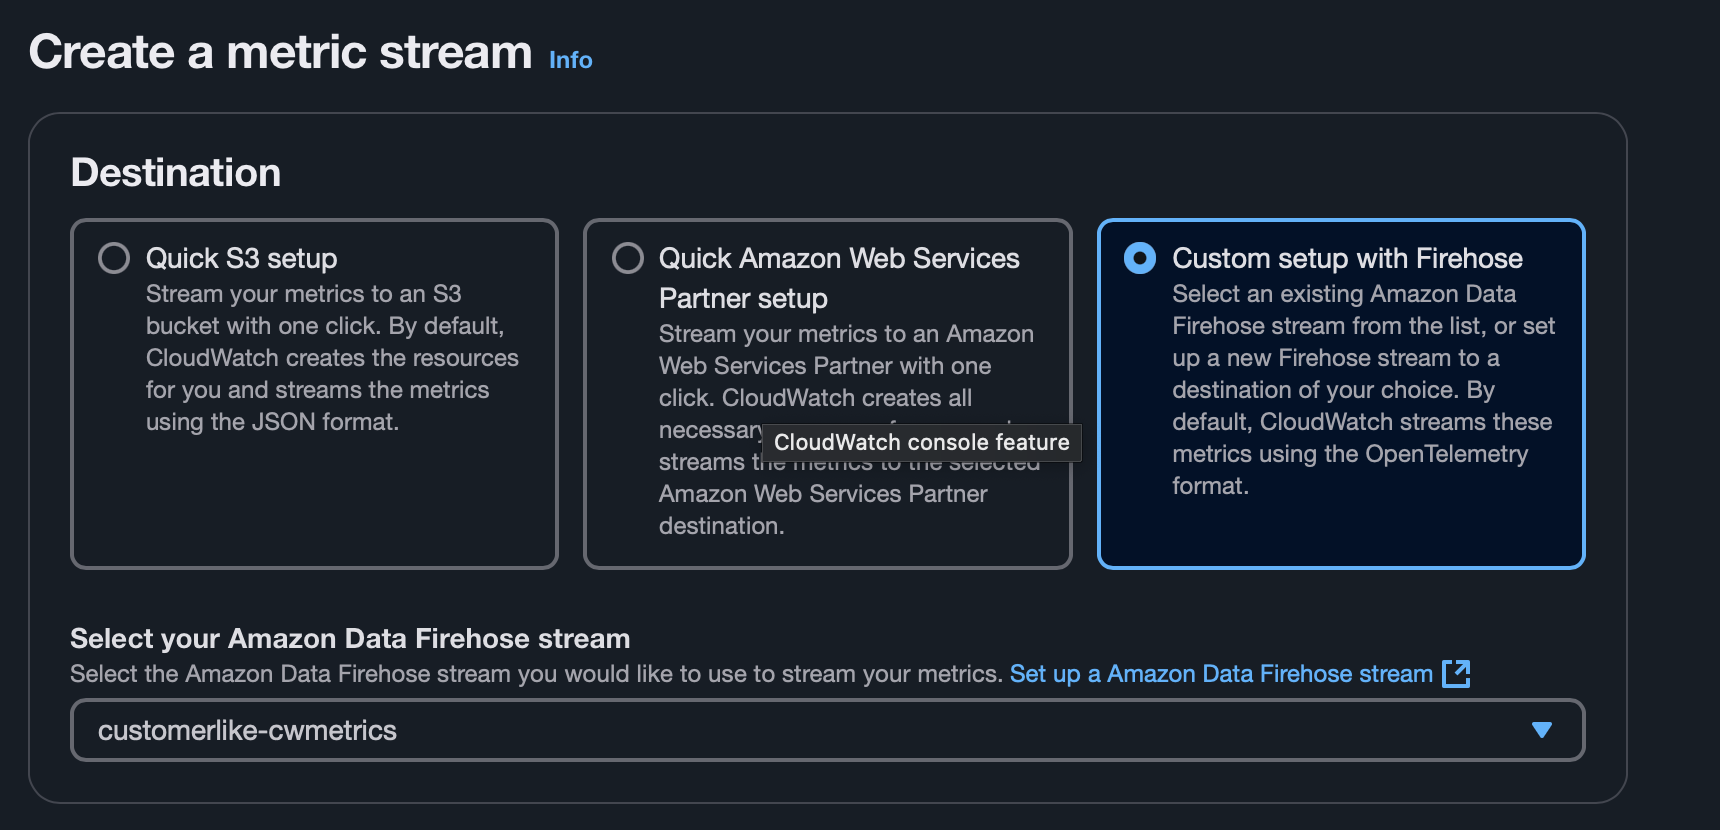 Create a metric stream Info
Destination
Quick S3 setup
Stream your metrics to an S3
bucket with one click. By default,
CloudWatch creates the resources
for you and streams the metrics
using the JSON format.
Quick Amazon Web Services
Partner setup
Stream your metrics to an Amazon
Web Services Partner with one
click. CloudWatch creates all
necessary
streams the metrics to the selected
Amazon Web Services Partner
destination.
CloudWatch console feature
Custom setup with Firehose
Select an existing Amazon Data
Firehose stream from the list, or set
up a new Firehose stream to a
destination of your choice. By
default, CloudWatch streams these
metrics using the OpenTelemetry
format.
Select your Amazon Data Firehose stream
Select the Amazon Data Firehose stream you would like to use to stream your metrics. Set up a Amazon Data Firehose stream
customerlike-cwmetrics